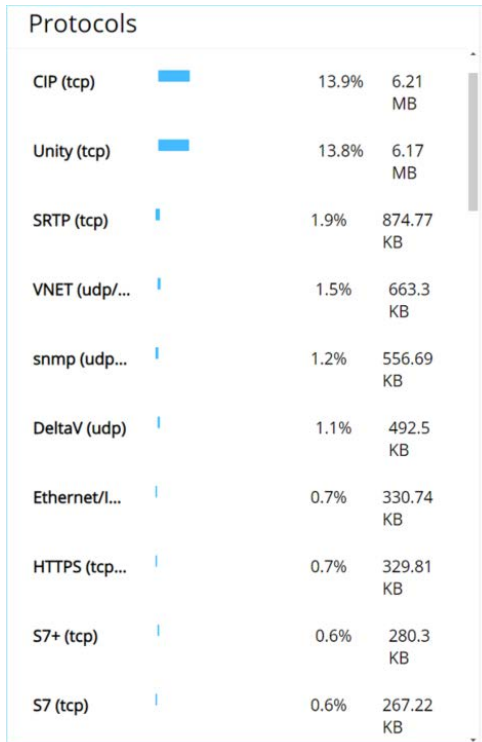 Protocols
CIP (tcp) 13.9% 6.21
MB
Unity (tcp) 13.8% 6.17
MB
SRTP (tcp) 1.9% 874.77
KB
VNET (udp/... 1.5% 663.3
KB
snmp (udp... 1.2% 556.69
KB
DeltaV (udp) 1.1% 492.5
KB
Ethernet/I... 0.7% 330.74
KB
HTTPS (tcp... 0.7% 329.81
KB
S7+ (tcp) 0.6% 280.3
KB
S7 (tcp) 0.6% 267.22
KB